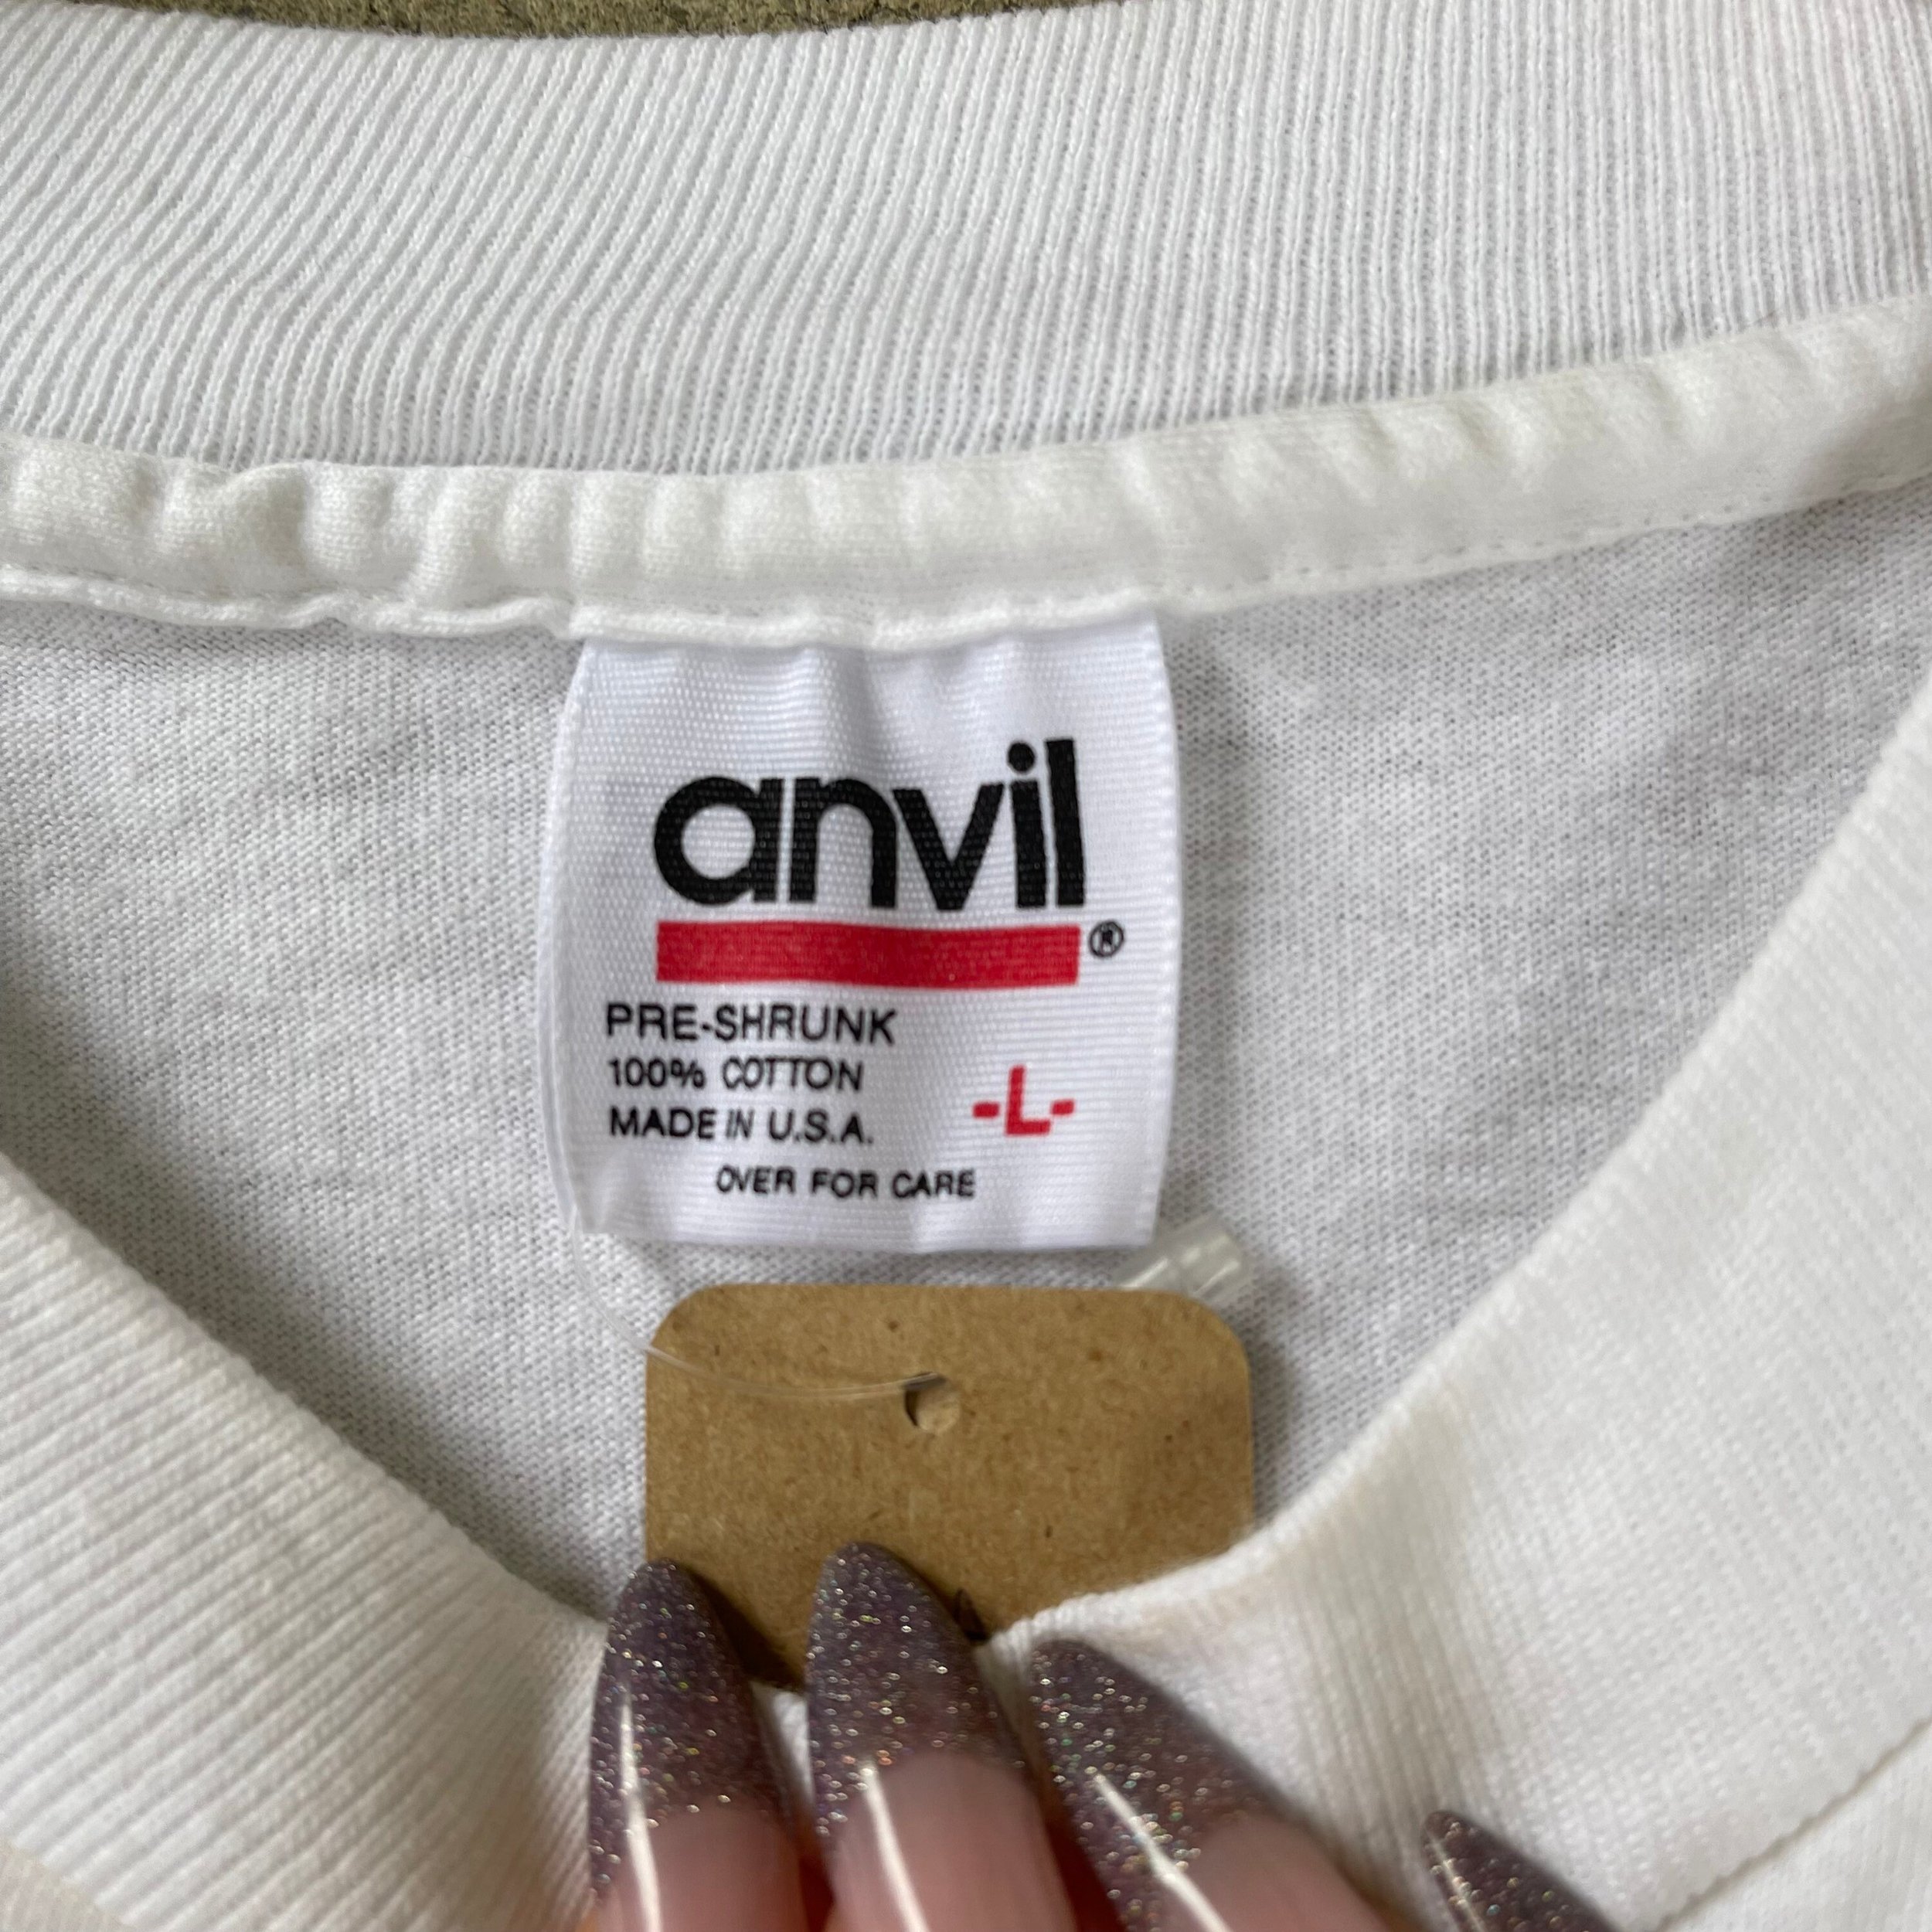 anvil
®
PRE-SHRUNK
100% COTTON
MADE IN U.S.A.
-L-
OVER FOR CARE